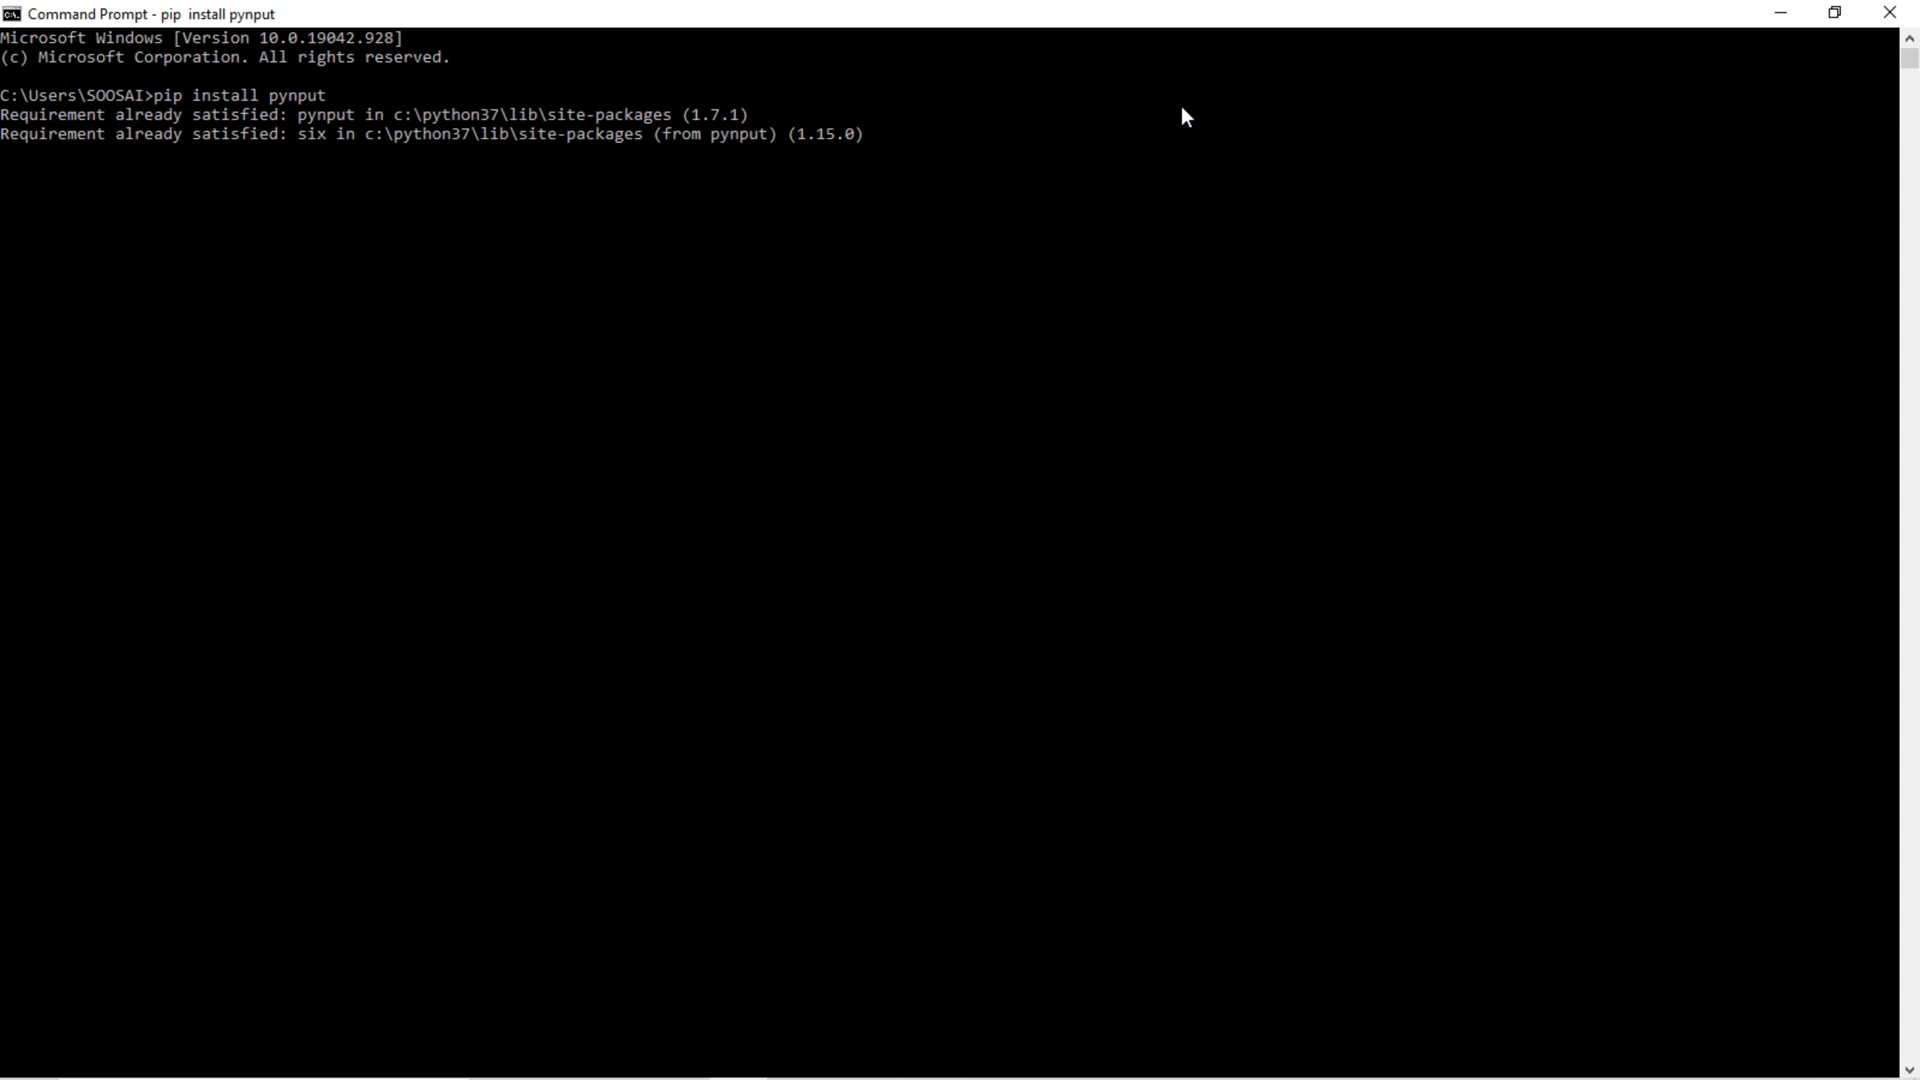 Command Prompt - pip  install pynput
Microsoft Windows [Version 10.0.19042.928]
(c) Microsoft Corporation. All rights reserved.
C:\Users\SOOSAI>pip install pynput
Requirement already satisfied: pynput in c:\python37\lib\site-packages (1.7.1)
Requirement already satisfied: six in c:\python37\lib\site-packages (from pynput) (1.15.0)